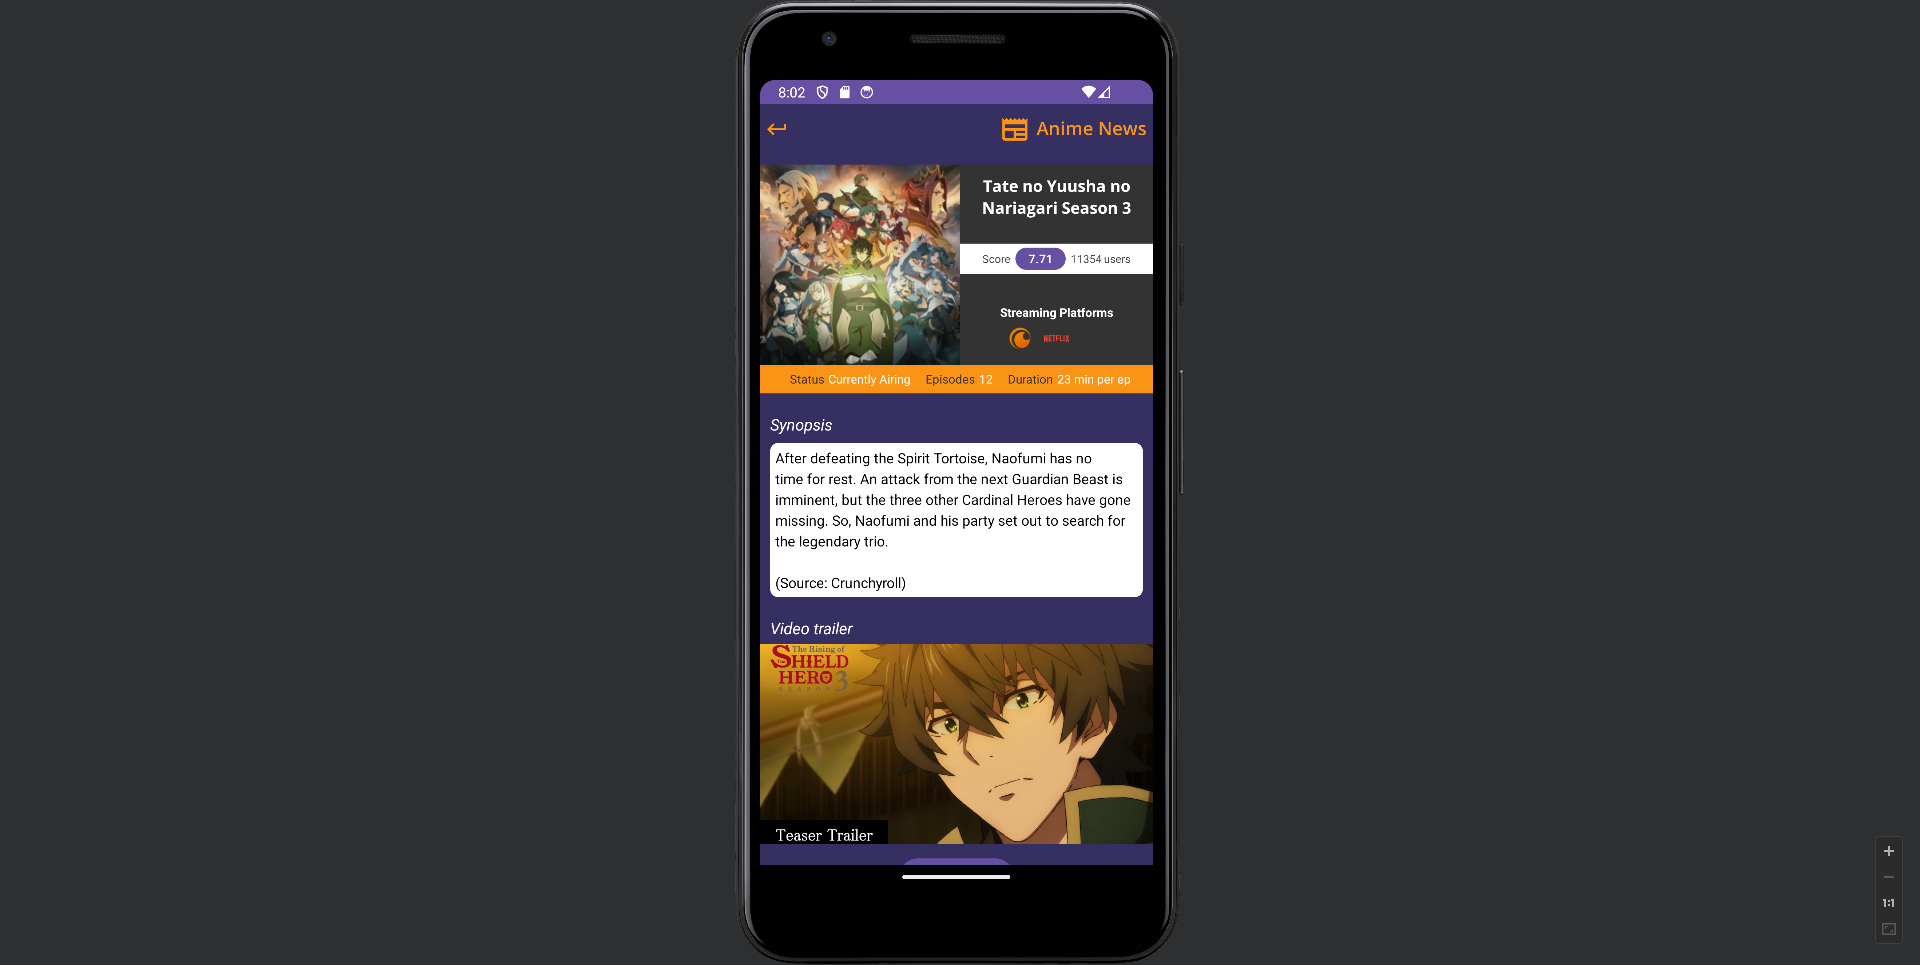 8:02
Anime News
Tate no Yuusha no
Nariagari Season 3
Score 7.71 11354 users
Streaming Platforms
NETFLIX
Status Currently Airing Episodes 12 Duration 23 min per ep
Synopsis
After defeating the Spirit Tortoise, Naofumi has no
time for rest. An attack from the next Guardian Beast is
imminent, but the three other Cardinal Heroes have gone
missing. So, Naofumi and his party set out to search for
the legendary trio.
(Source: Crunchyroll)
Video trailer
The Rising of
SHIELD
HERO 3
SEASON
Teaser Trailer
1:1